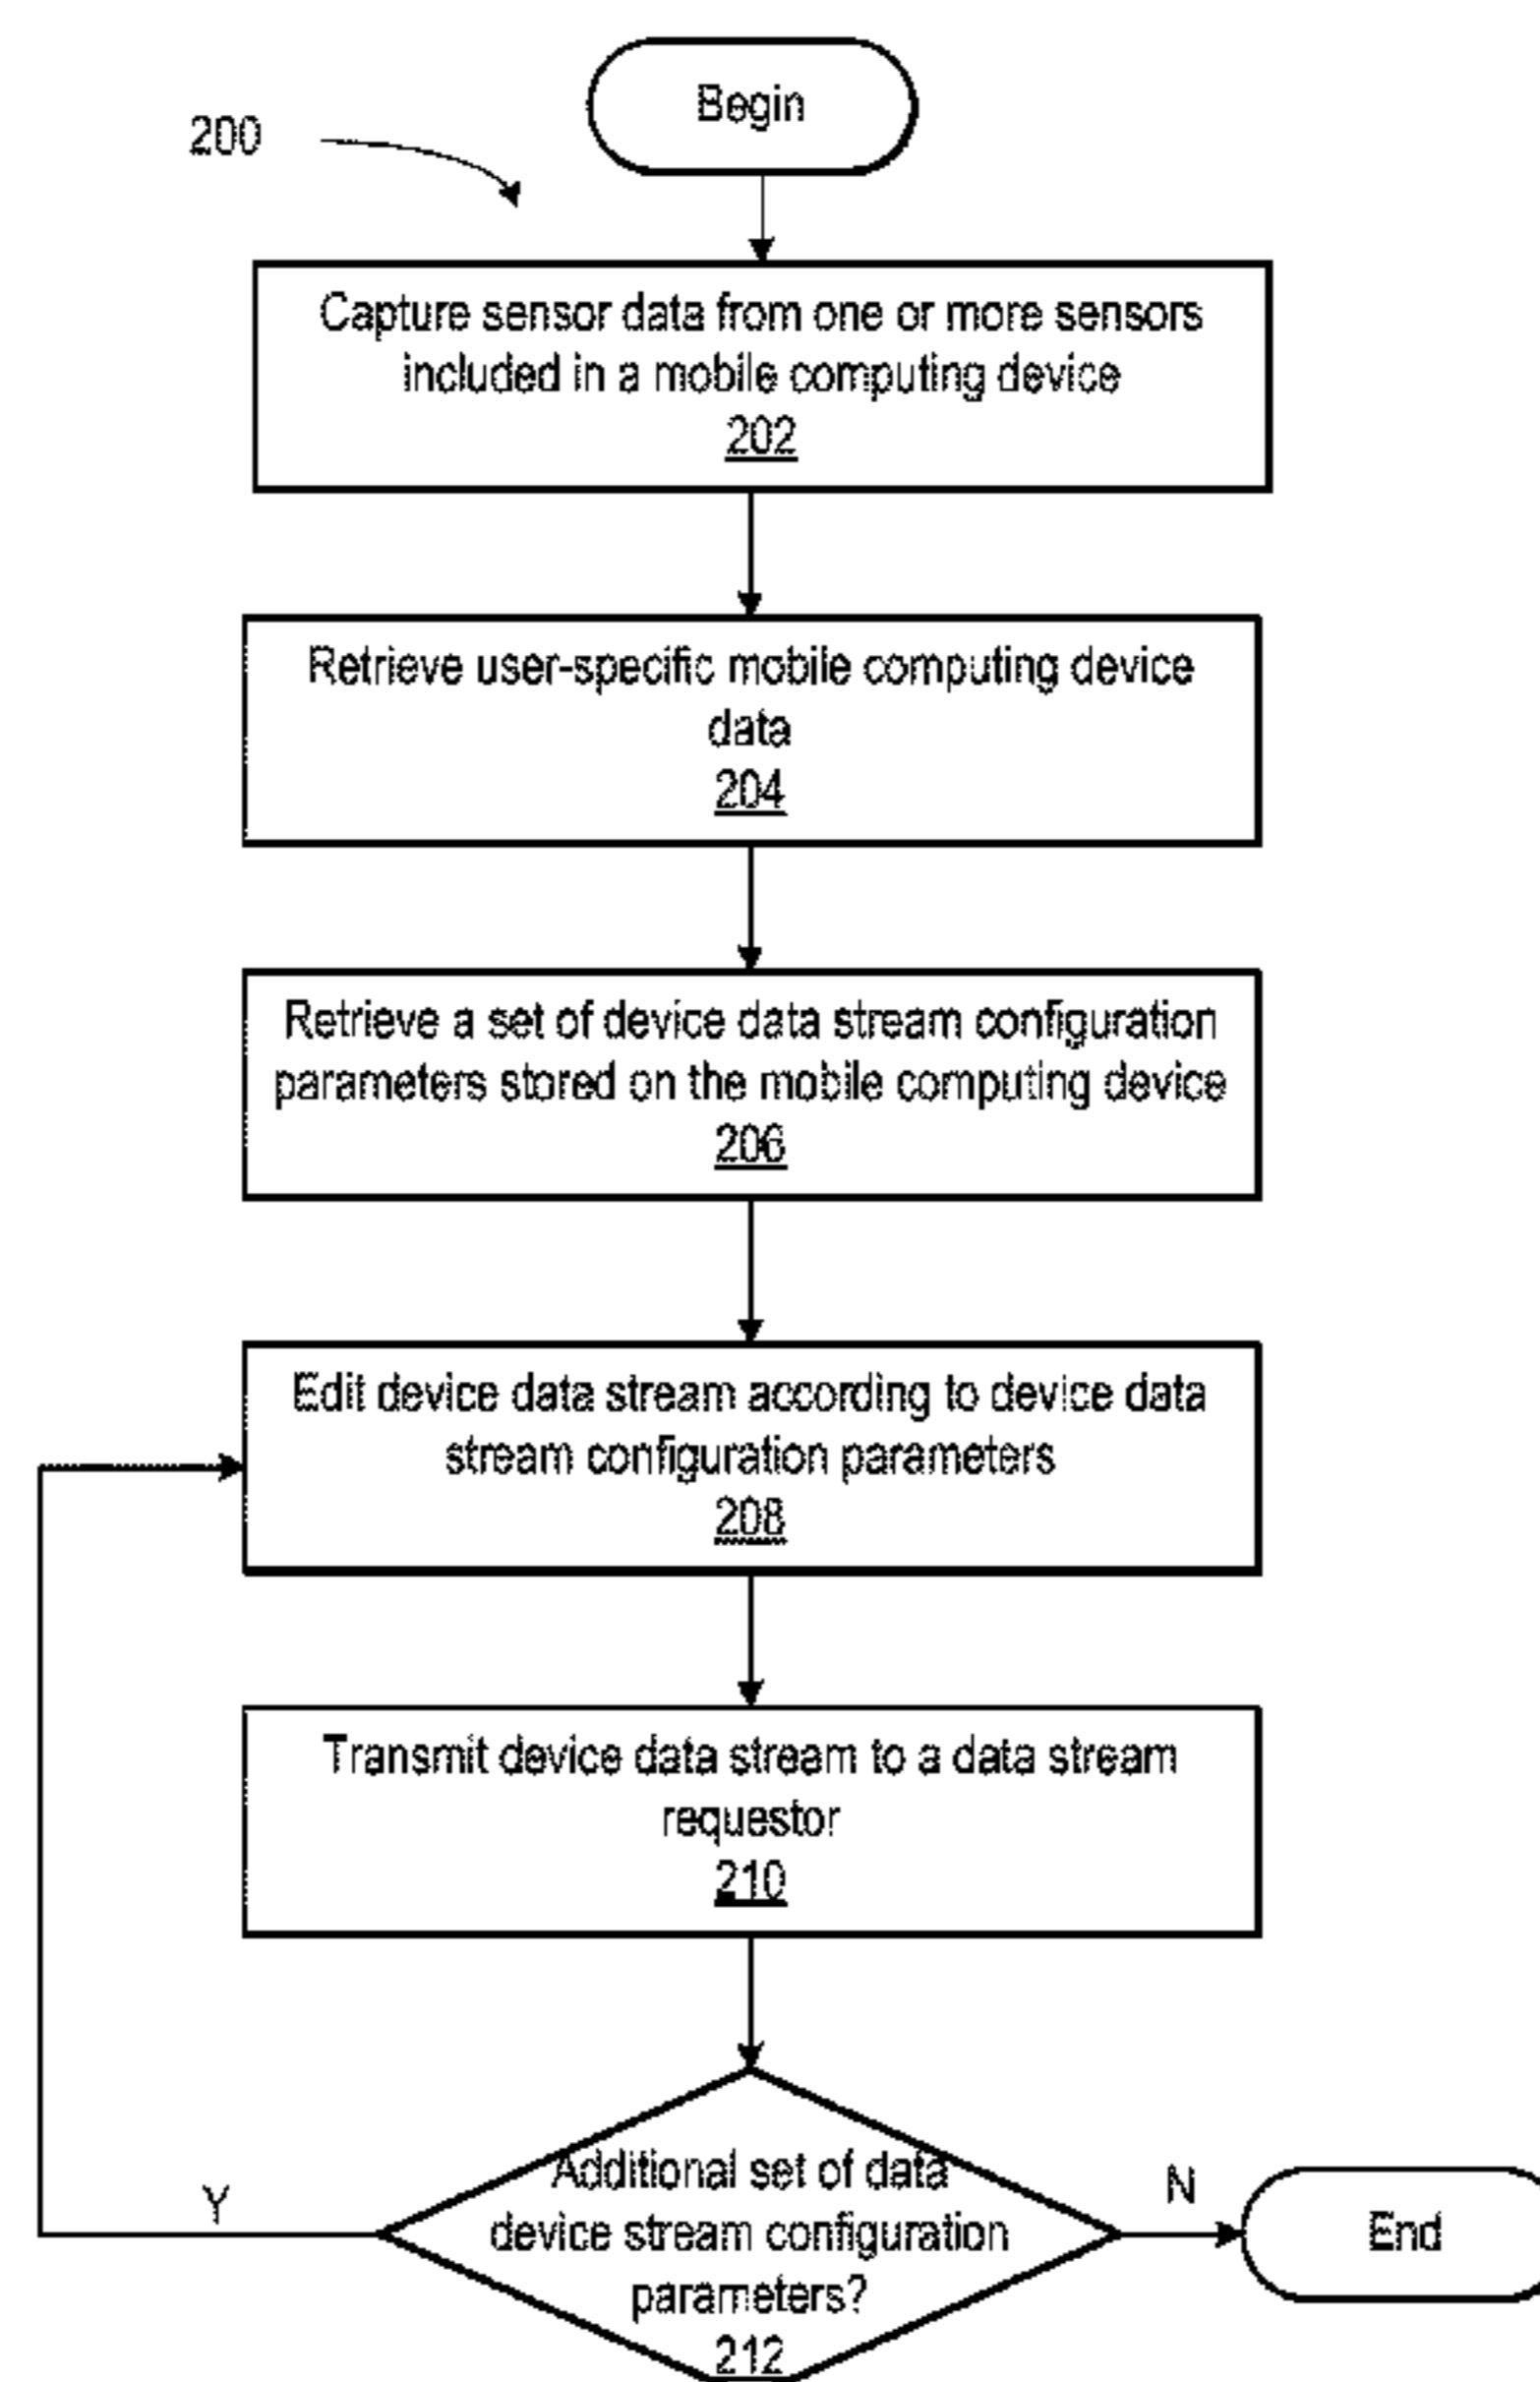 Begin
200
Capture sensor data from one or more sensors
included in a mobile computing device
202
Retrieve user-specific mobile computing device
data
204
Retrieve a set of device data stream configuration
parameters stored on the mobile computing device
206
Edit device data stream according to device data
stream configuration parameters
208
Transmit device data stream to a data stream
requestor
210
Additional set of data
device stream configuration
parameters?
212
Y
N
End